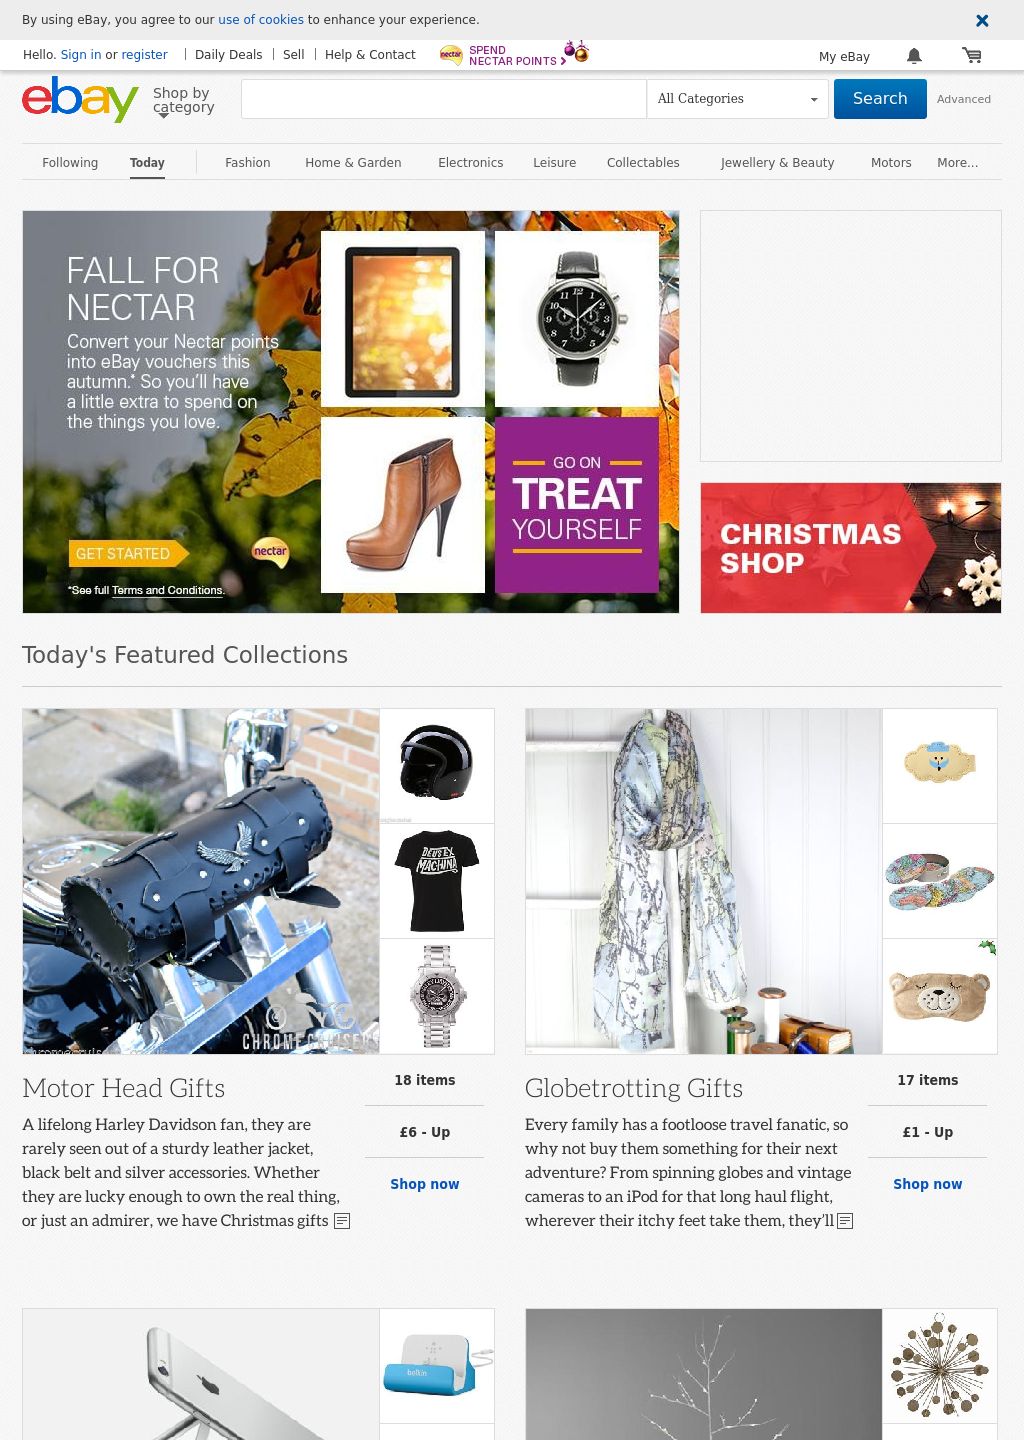 By using eBay, you agree to our use of cookies to enhance your experience.
Hello. Sign in or register
Daily Deals
Sell
Help & Contact
nectar
SPEND
NECTAR POINTS
My eBay
ebay
Shop by
category
All Categories
Search
Advanced
Following
Today
Fashion
Home & Garden
Electronics
Leisure
Collectables
Jewellery & Beauty
Motors
More...
FALL FOR
NECTAR
Convert your Nectar points
into eBay vouchers this
autumn.* So you'll have
a little extra to spend on
the things you love.
GET STARTED
nectar
*See full Terms and Conditions.
GO ON
TREAT
YOURSELF
CHRISTMAS
SHOP
Today's Featured Collections
DEUS EX
MACHINA
CHROMECRUISERS
Motor Head Gifts
18 items
A lifelong Harley Davidson fan, they are
rarely seen out of a sturdy leather jacket,
black belt and silver accessories. Whether
they are lucky enough to own the real thing,
or just an admirer, we have Christmas gifts
£6 - Up
Shop now
Globetrotting Gifts
17 items
Every family has a footloose travel fanatic, so
why not buy them something for their next
adventure? From spinning globes and vintage
cameras to an iPod for that long haul flight,
wherever their itchy feet take them, they’ll
£1 - Up
Shop now
belkin